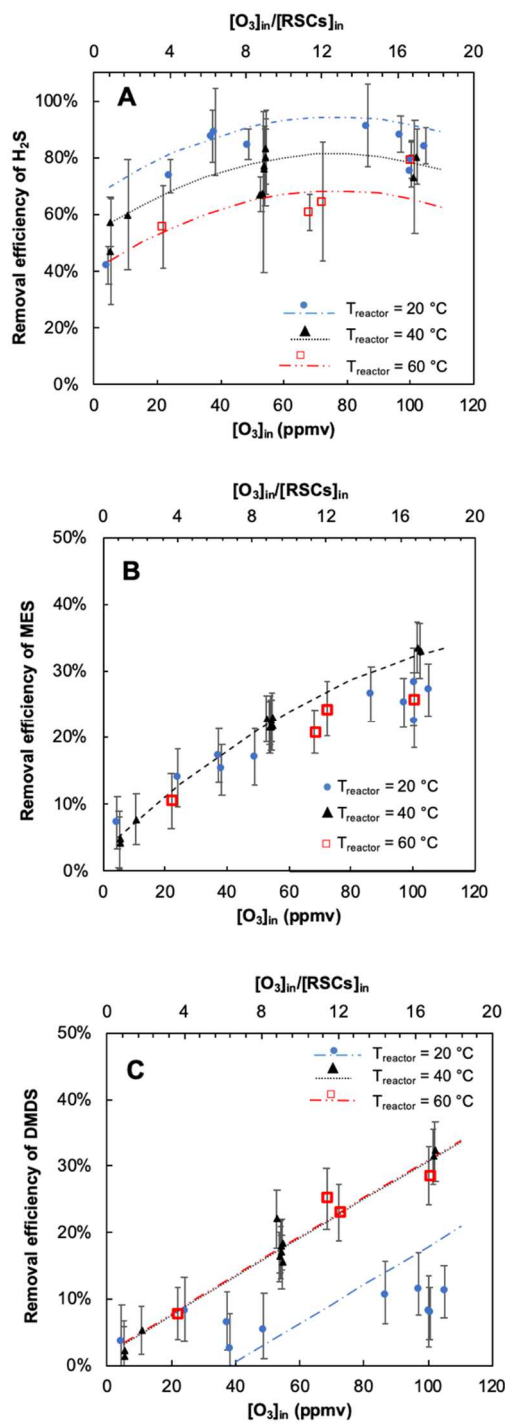 [O3]in/[RSCs]in
0 4 8 12 16 20
A
100%
80%
60%
40%
20%
0%
Removal efficiency of H2S
Treactor = 20 °C
Treactor = 40 °C
Treactor = 60 °C
0 20 40 60 80 100 120
[O3]in (ppmv)
[O3]in/[RSCs]in
0 4 8 12 16 20
B
50%
40%
30%
20%
10%
0%
Removal efficiency of MES
Treactor = 20 °C
Treactor = 40 °C
Treactor = 60 °C
0 20 40 60 80 100 120
[O3]in (ppmv)
[O3]in/[RSCs]in
0 4 8 12 16 20
C
50%
40%
30%
20%
10%
0%
Removal efficiency of DMDS
Treactor = 20 °C
Treactor = 40 °C
Treactor = 60 °C
0 20 40 60 80 100 120
[O3]in (ppmv)